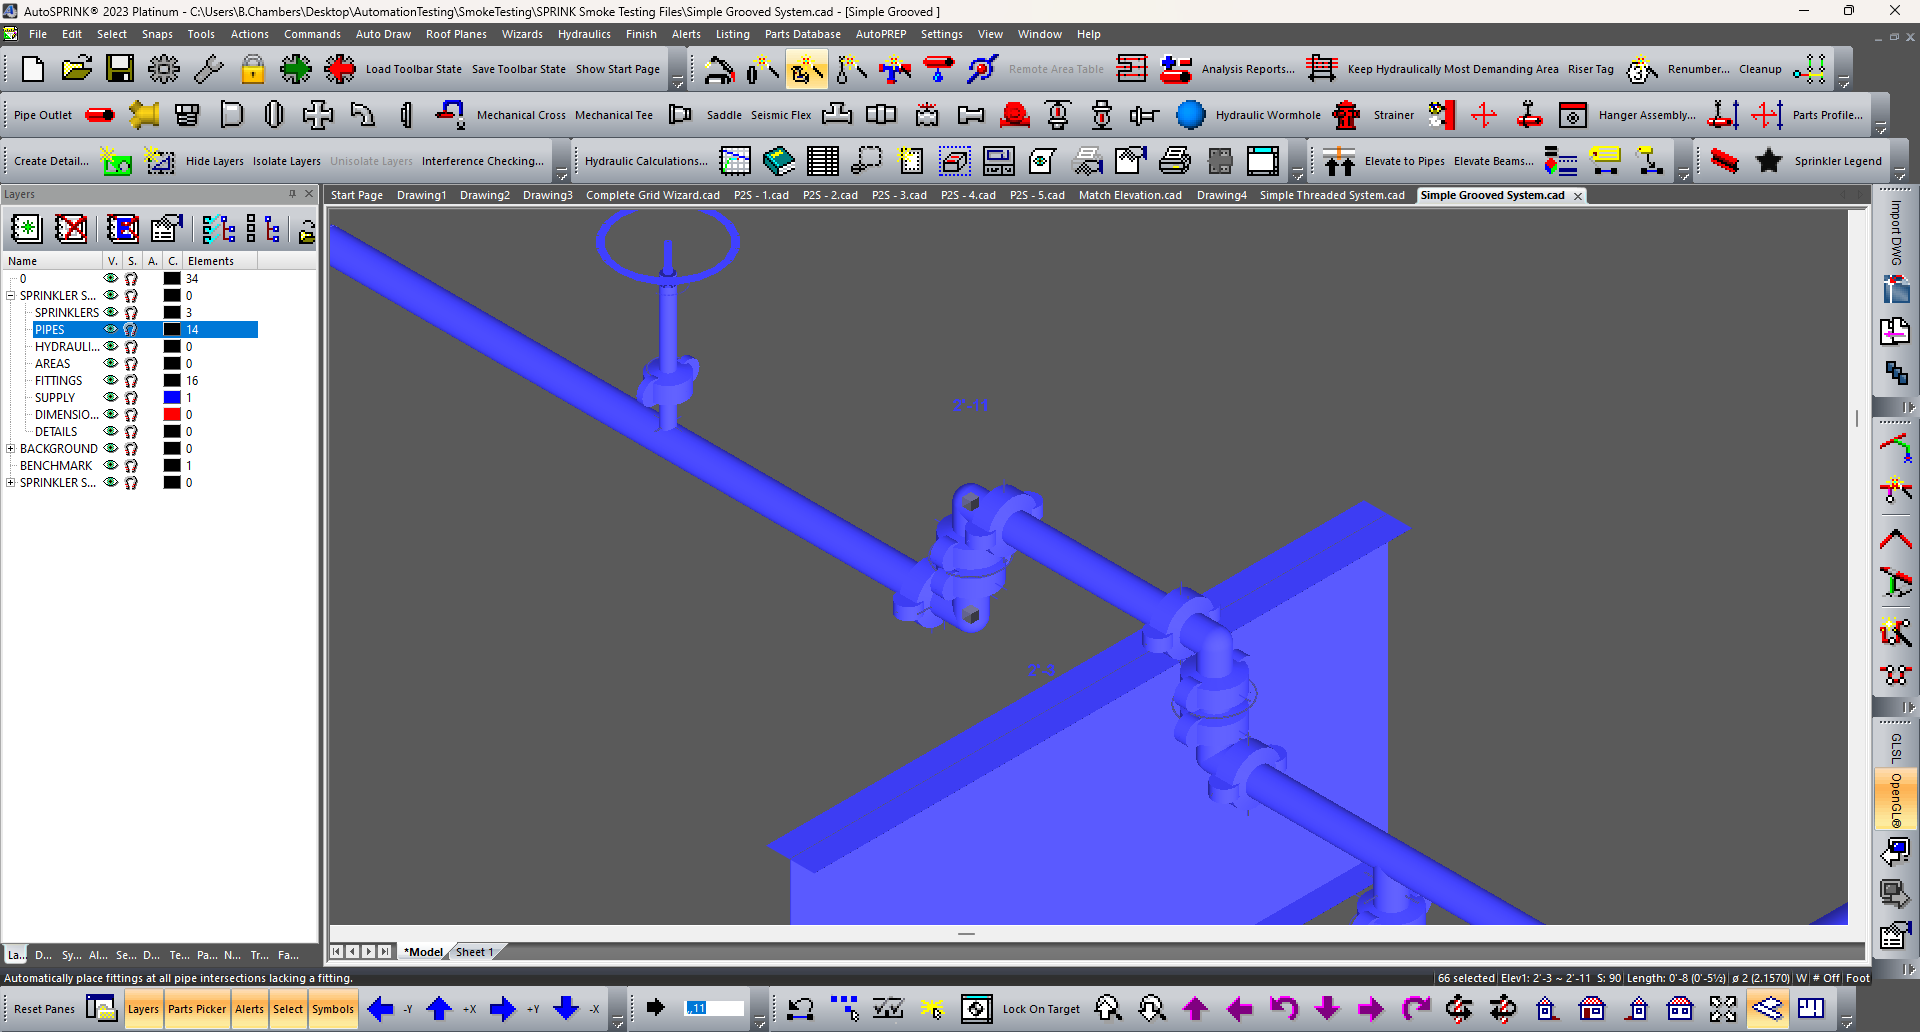 AutoSPRINK® 2023 Platinum - C:\Users\B.Chambers\Desktop\AutomationTesting\SmokeTesting\SPRINK Smoke Testing Files\Simple Grooved System.cad - [Simple Grooved ]
File Edit Select Snaps Tools Actions Commands Auto Draw Roof Planes Wizards Hydraulics Finish Alerts Listing Parts Database AutoPREP Settings View Window Help
Load Toolbar State Save Toolbar State Show Start Page Remote Area Table Analysis Reports... Keep Hydraulically Most Demanding Area Riser Tag Renumber... Cleanup
Pipe Outlet Mechanical Cross Mechanical Tee Saddle Seismic Flex Hydraulic Wormhole Strainer Hanger Assembly... Parts Profile...
Create Detail... Hide Layers Isolate Layers Unisolate Layers Interference Checking... Hydraulic Calculations... Elevate to Pipes Elevate Beams... Sprinkler Legend
Layers
Start Page Drawing1 Drawing2 Drawing3 Complete Grid Wizard.cad P2S - 1.cad P2S - 2.cad P2S - 3.cad P2S - 4.cad P2S - 5.cad Match Elevation.cad Drawing4 Simple Threaded System.cad Simple Grooved System.cad
Name V. S. A. C. Elements
0 34
SPRINKLER S... 0
SPRINKLERS 3
PIPES 14
HYDRAULI... 0
AREAS 0
FITTINGS 16
SUPPLY 1
DIMENSIO... 0
DETAILS 0
BACKGROUND 0
BENCHMARK 1
SPRINKLER S... 0
2'-11
2'-3
Import DWG
GLSL
OpenGL®
La... D... Sy... Al... Se... D... Te... Pa... N... Tr... Fa...
*Model Sheet 1
Automatically place fittings at all pipe intersections lacking a fitting.
66 selected Elev1: 2'-3 ~ 2'-11 S: 90 Length: 0'-8 (0'-5½) ø 2 (2.1570) W # Off Foot
Reset Panes Layers Parts Picker Alerts Select Symbols -Y +X +Y -X ,,11 Lock On Target